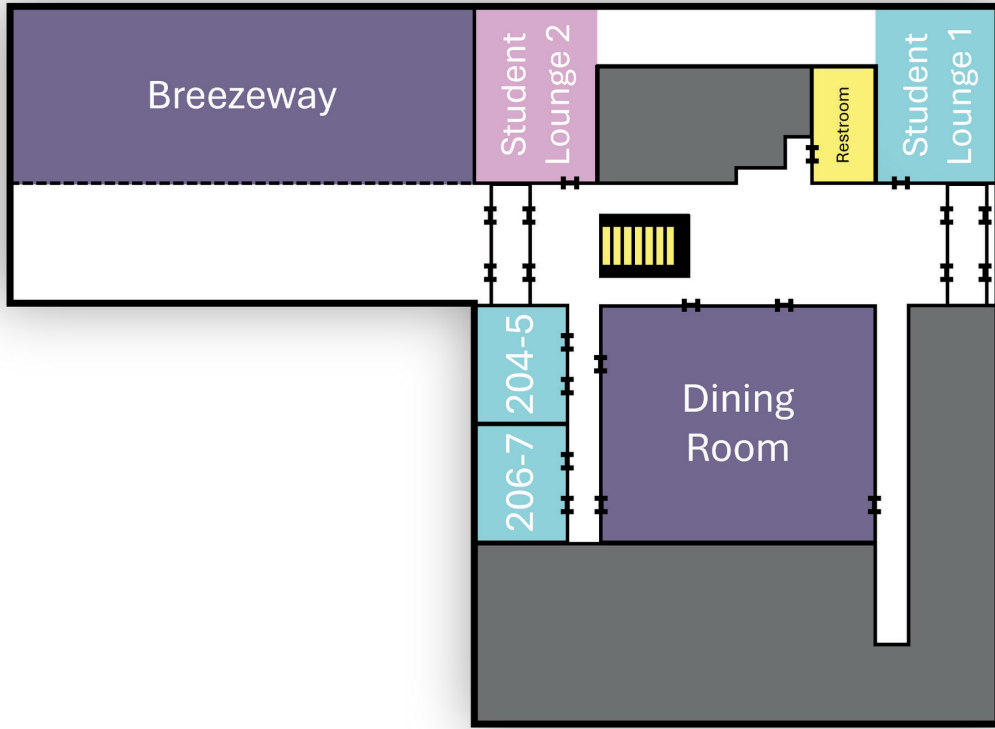 Breezeway
Student
Lounge 2
Restroom
Student
Lounge 1
204-5
206-7
Dining
Room